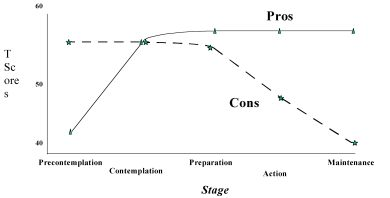 60
Pros
T
Sc
ore
s
50
Cons
40
Precontemplation
Contemplation
Preparation
Action
Maintenance
Stage